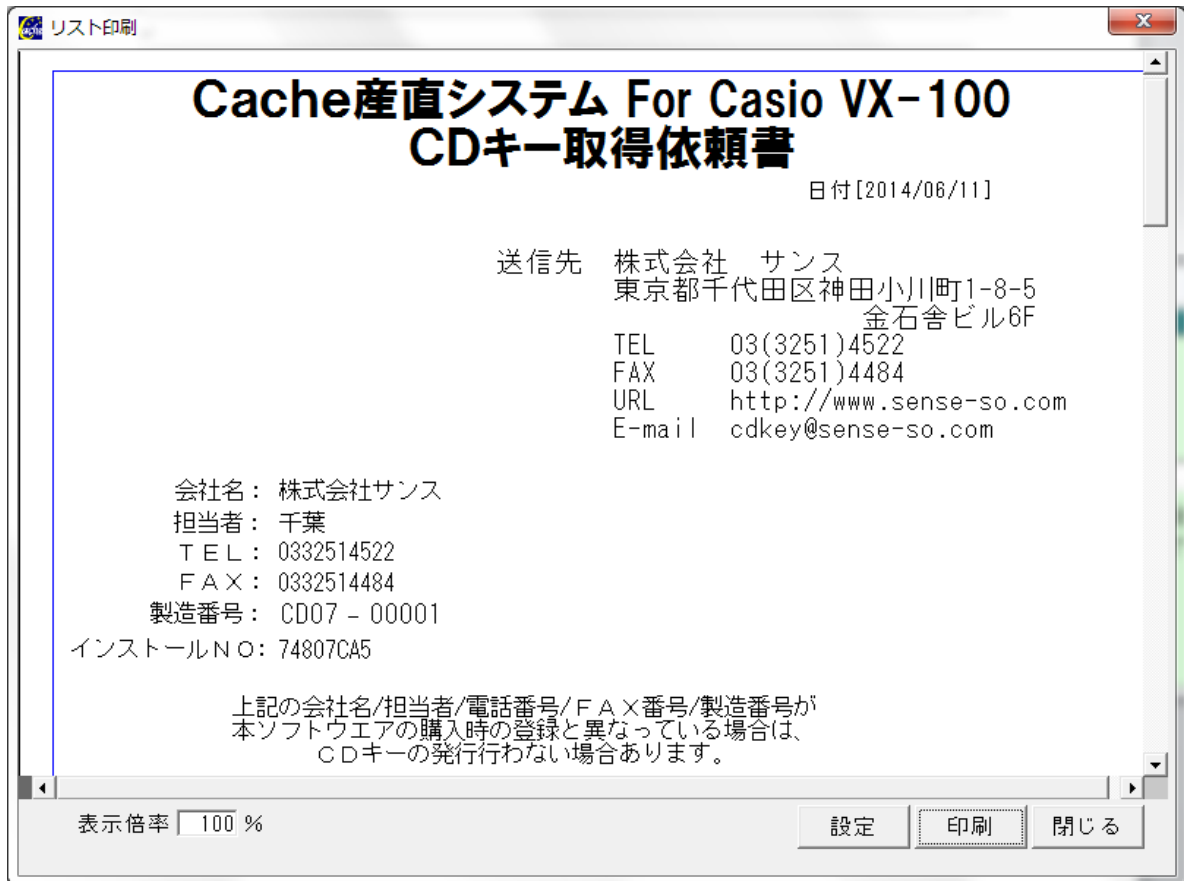 リスト印刷
Cache産直システム For Casio VX-100
CDキー取得依頼書
日付[2014/06/11]
送信先 株式会社 サンス
東京都千代田区神田小川町1-8-5
金石舎ビル6F
TEL 03(3251)4522
FAX 03(3251)4484
URL http://www.sense-so.com
E-mail cdkey@sense-so.com
会社名: 株式会社サンス
担当者: 千葉
TEL: 0332514522
FAX: 0332514484
製造番号: CD07 - 00001
インストールNO: 74807CA5
上記の会社名/担当者/電話番号/FAX番号/製造番号が
本ソフトウエアの購入時の登録と異なっている場合は、
CDキーの発行行わない場合あります。
表示倍率 100 %
設定 印刷 閉じる